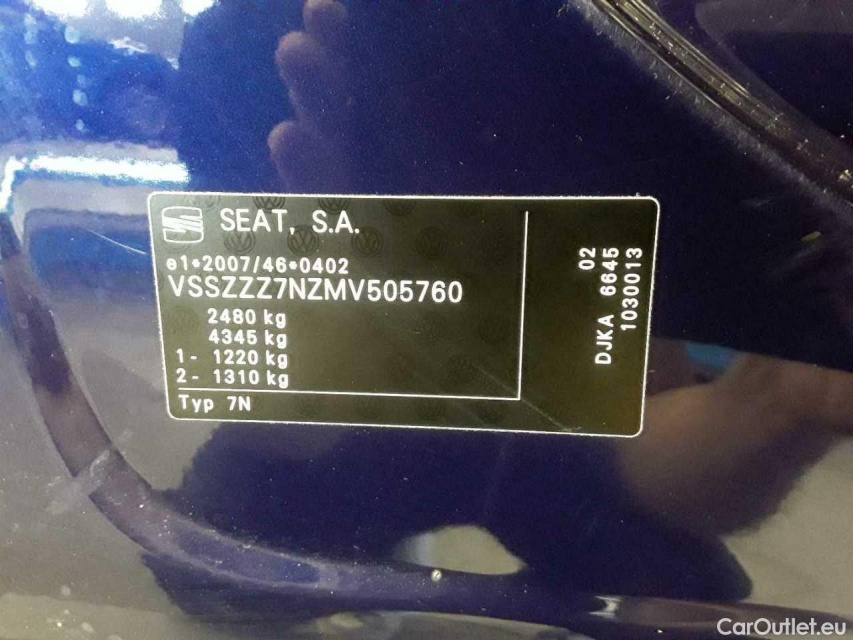 SEAT, S.A.
e1*2007/46*0402
VSSZZZ7NZMV505760
2480 kg
4345 kg
1- 1220 kg
2- 1310 kg
Typ 7N
02
DJKA 6645
1030013
CarOutlet.eu